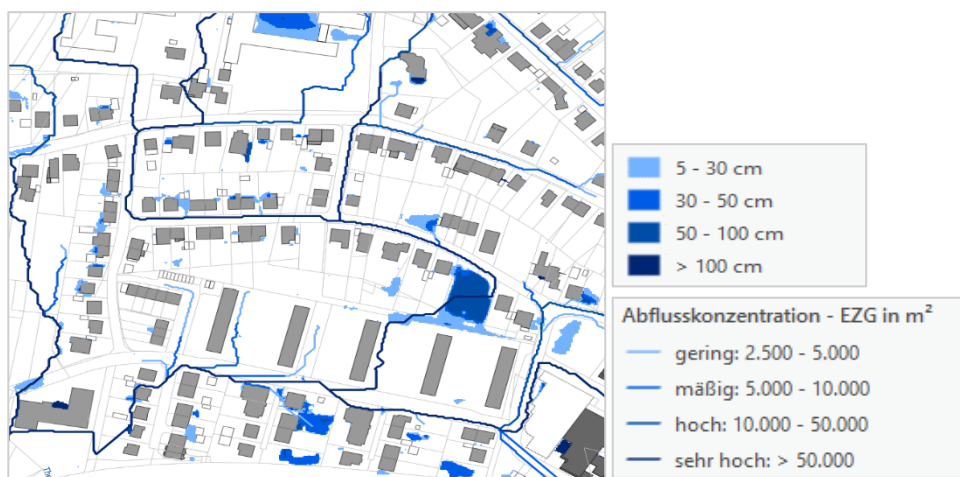 5 - 30 cm
30 - 50 cm
50 - 100 cm
> 100 cm
Abflusskonzentration - EZG in m²
gering: 2.500 - 5.000
mäßig: 5.000 - 10.000
hoch: 10.000 - 50.000
sehr hoch: > 50.000